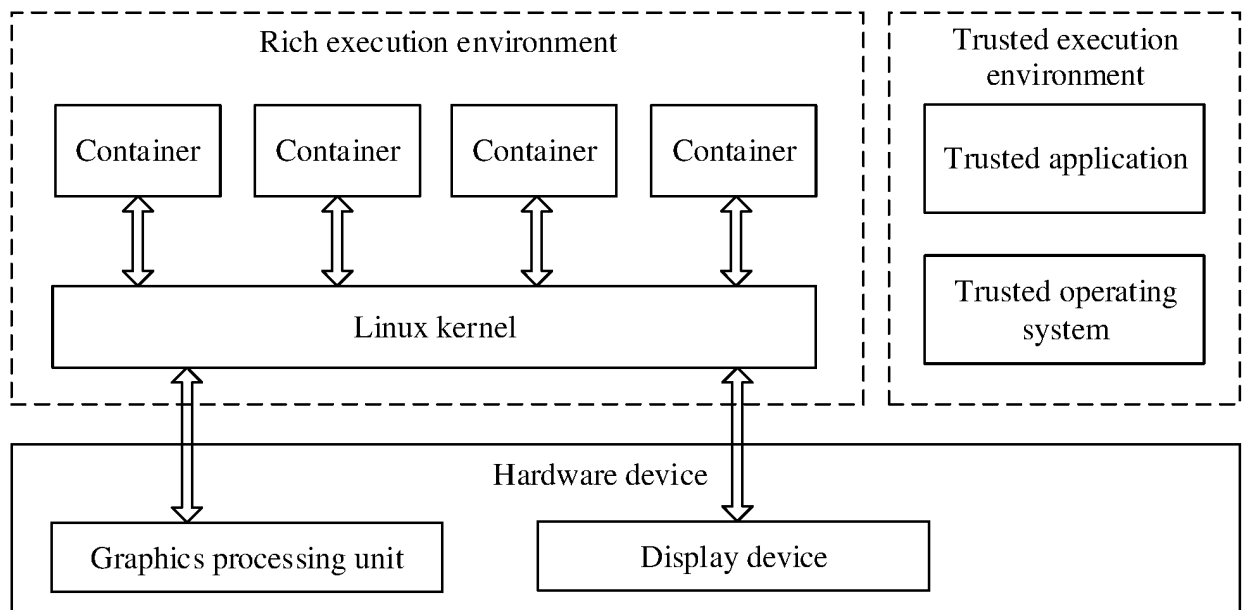 Rich execution environment
Trusted execution
environment
Container
Container
Container
Container
Trusted application
Linux kernel
Trusted operating
system
Hardware device
Graphics processing unit
Display device